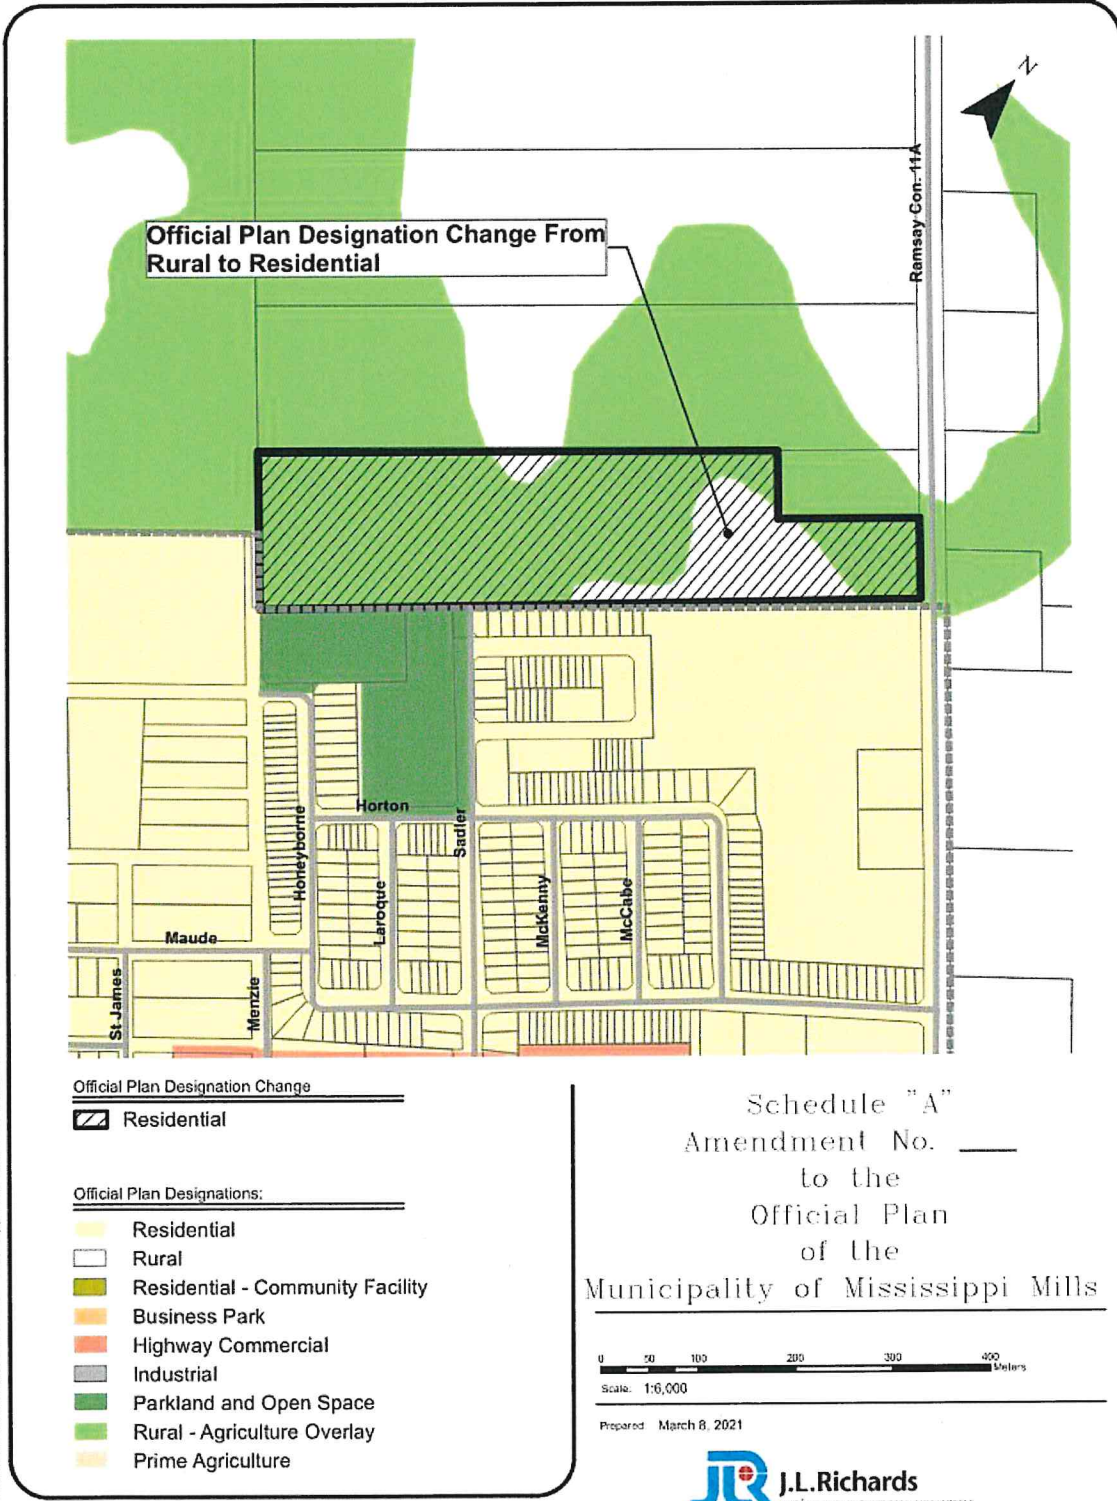 N
Ramsay Con. 11A
Official Plan Designation Change From
Rural to Residential
Horton
Honeyborne
Sadler
Laroque
McKenny
McCabe
Maude
St James
Menzie
Official Plan Designation Change
Residential
Official Plan Designations:
Residential
Rural
Residential - Community Facility
Business Park
Highway Commercial
Industrial
Parkland and Open Space
Rural - Agriculture Overlay
Prime Agriculture
Schedule "A"
Amendment No. ____
to the
Official Plan
of the
Municipality of Mississippi Mills
0 50 100 200 300 400
Meters
Scale: 1:6,000
Prepared March 8, 2021
JLR J.L.Richards